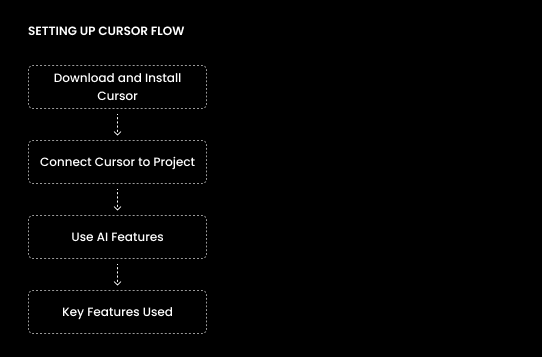 SETTING UP CURSOR FLOW
Download and Install
Cursor
Connect Cursor to Project
Use AI Features
Key Features Used